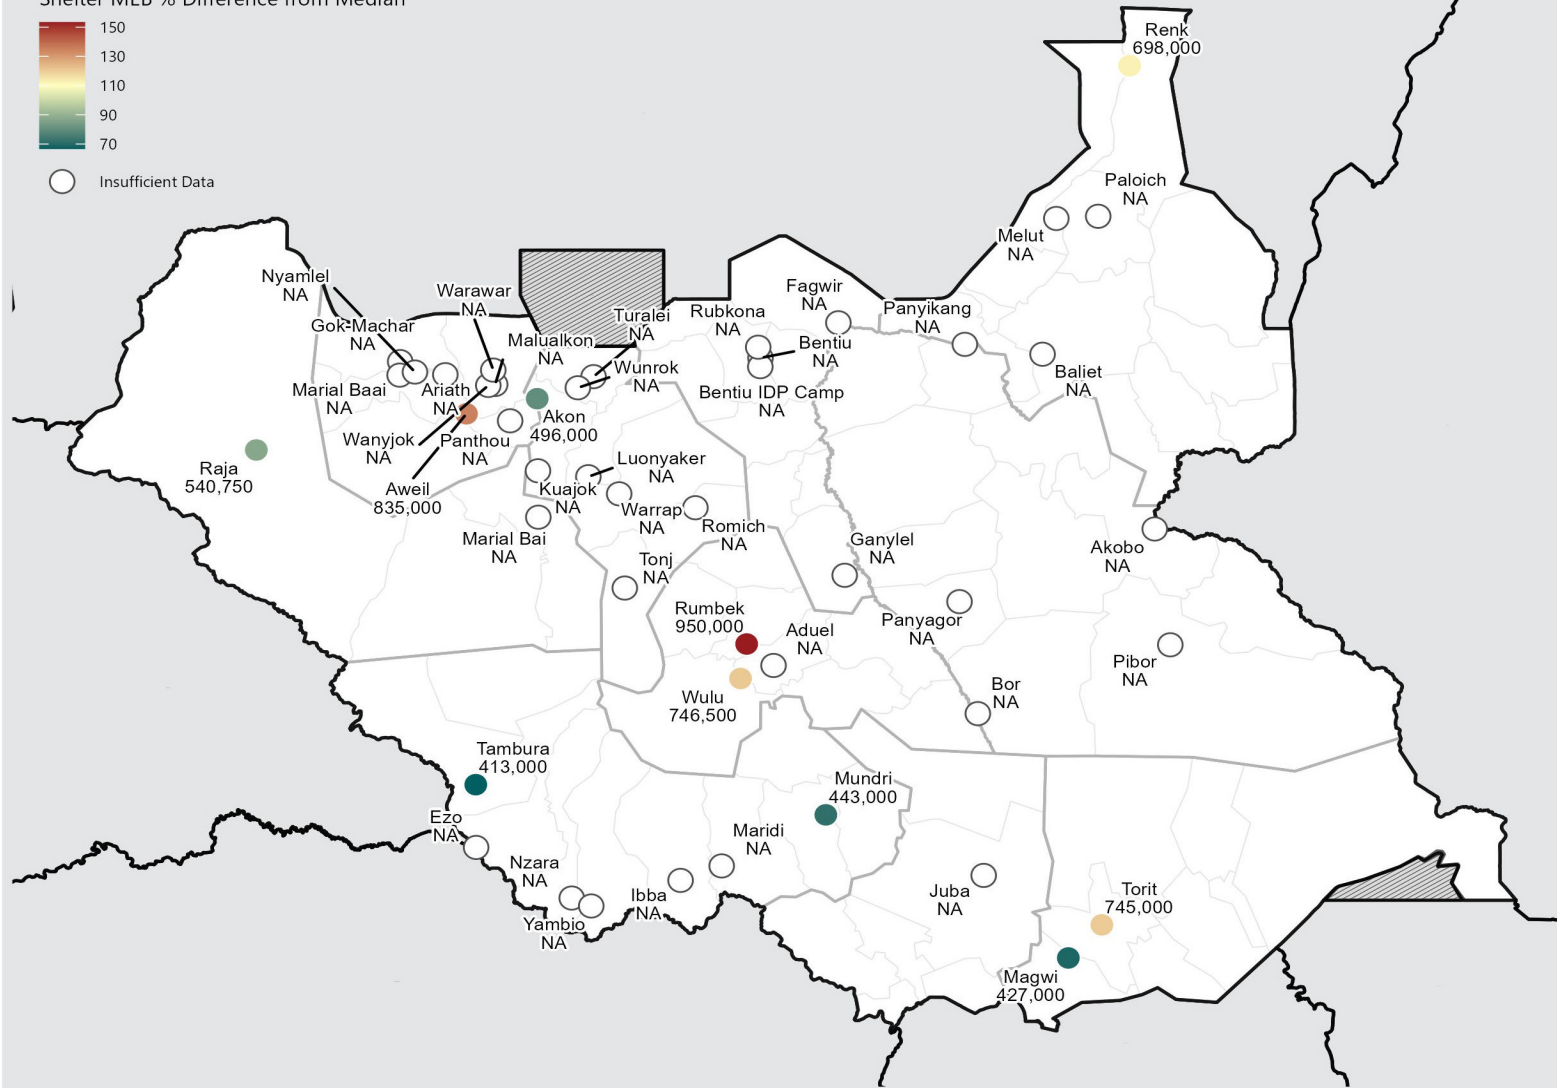 Shelter MEB % Difference from Median
150
130
110
90
70
Insufficient Data
Renk
698,000
Paloich
NA
Melut
NA
Nyamlel
NA
Warawar
NA
Gok-Machar
NA
Malualkon
NA
Turalei
NA
Rubkona
NA
Fagwir
NA
Panyikang
NA
Bentiu
NA
Wunrok
NA
Baliet
NA
Marial Baai
NA
Ariath
NA
Bentiu IDP Camp
NA
Akon
496,000
Wanyjok
NA
Panthou
NA
Raja
540,750
Aweil
835,000
Luonyaker
NA
Kuajok
NA
Warrap
NA
Romich
NA
Marial Bai
NA
Ganylel
NA
Akobo
NA
Tonj
NA
Rumbek
950,000
Aduel
NA
Panyagor
NA
Pibor
NA
Wulu
746,500
Bor
NA
Tambura
413,000
Mundri
443,000
Ezo
NA
Maridi
NA
Nzara
NA
Ibba
NA
Yambio
NA
Juba
NA
Torit
745,000
Magwi
427,000